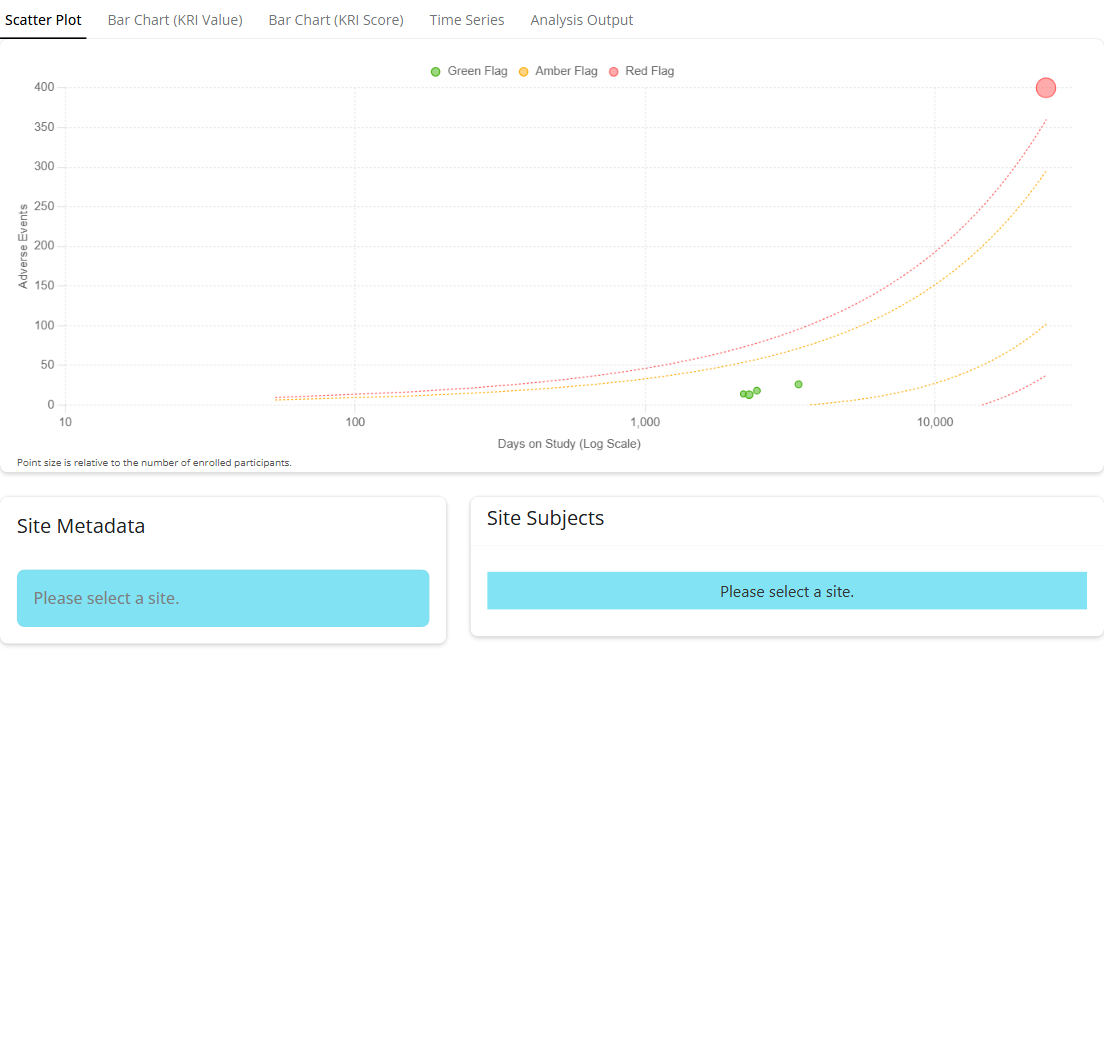 Scatter Plot Bar Chart (KRI Value) Bar Chart (KRI Score) Time Series Analysis Output
Green Flag Amber Flag Red Flag
400
350
300
250
200
150
100
50
0
Adverse Events
10 100 1,000 10,000
Days on Study (Log Scale)
Point size is relative to the number of enrolled participants.
Site Metadata
Please select a site.
Site Subjects
Please select a site.